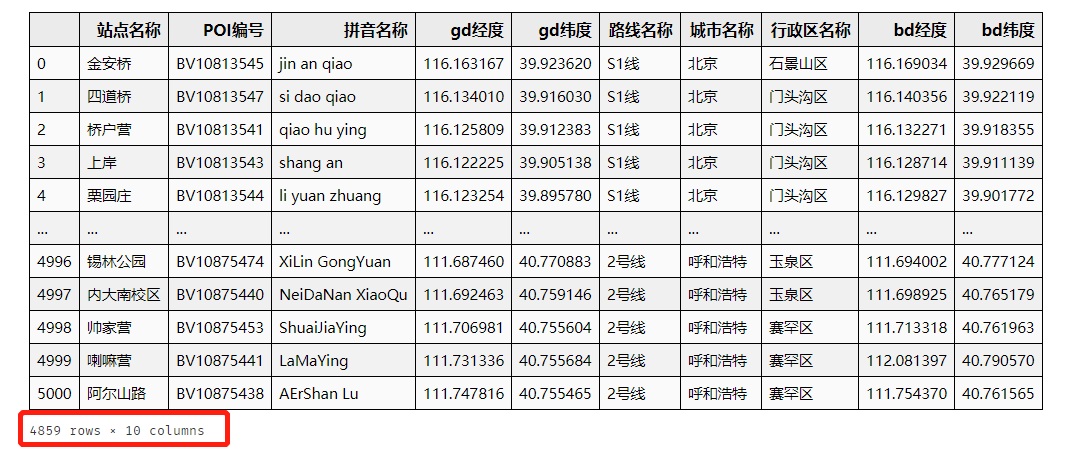 站点名称 POI编号 拼音名称 gd经度 gd纬度 路线名称 城市名称 行政区名称 bd经度 bd纬度
0 金安桥 BV10813545 jin an qiao 116.163167 39.923620 S1线 北京 石景山区 116.169034 39.929669
1 四道桥 BV10813547 si dao qiao 116.134010 39.916030 S1线 北京 门头沟区 116.140356 39.922119
2 桥户营 BV10813541 qiao hu ying 116.125809 39.912383 S1线 北京 门头沟区 116.132271 39.918355
3 上岸 BV10813543 shang an 116.122225 39.905138 S1线 北京 门头沟区 116.128714 39.911139
4 栗园庄 BV10813544 li yuan zhuang 116.123254 39.895780 S1线 北京 门头沟区 116.129827 39.901772
... ... ... ... ... ... ... ... ... ... ...
4996 锡林公园 BV10875474 XiLin GongYuan 111.687460 40.770883 2号线 呼和浩特 玉泉区 111.694002 40.777124
4997 内大南校区 BV10875440 NeiDaNan XiaoQu 111.692463 40.759146 2号线 呼和浩特 玉泉区 111.698925 40.765179
4998 帅家营 BV10875453 ShuaiJiaYing 111.706981 40.755604 2号线 呼和浩特 赛罕区 111.713318 40.761963
4999 喇嘛营 BV10875441 LaMaYing 111.731336 40.755684 2号线 呼和浩特 赛罕区 112.081397 40.790570
5000 阿尔山路 BV10875438 AErShan Lu 111.747816 40.755465 2号线 呼和浩特 赛罕区 111.754370 40.761565
4859 rows × 10 columns